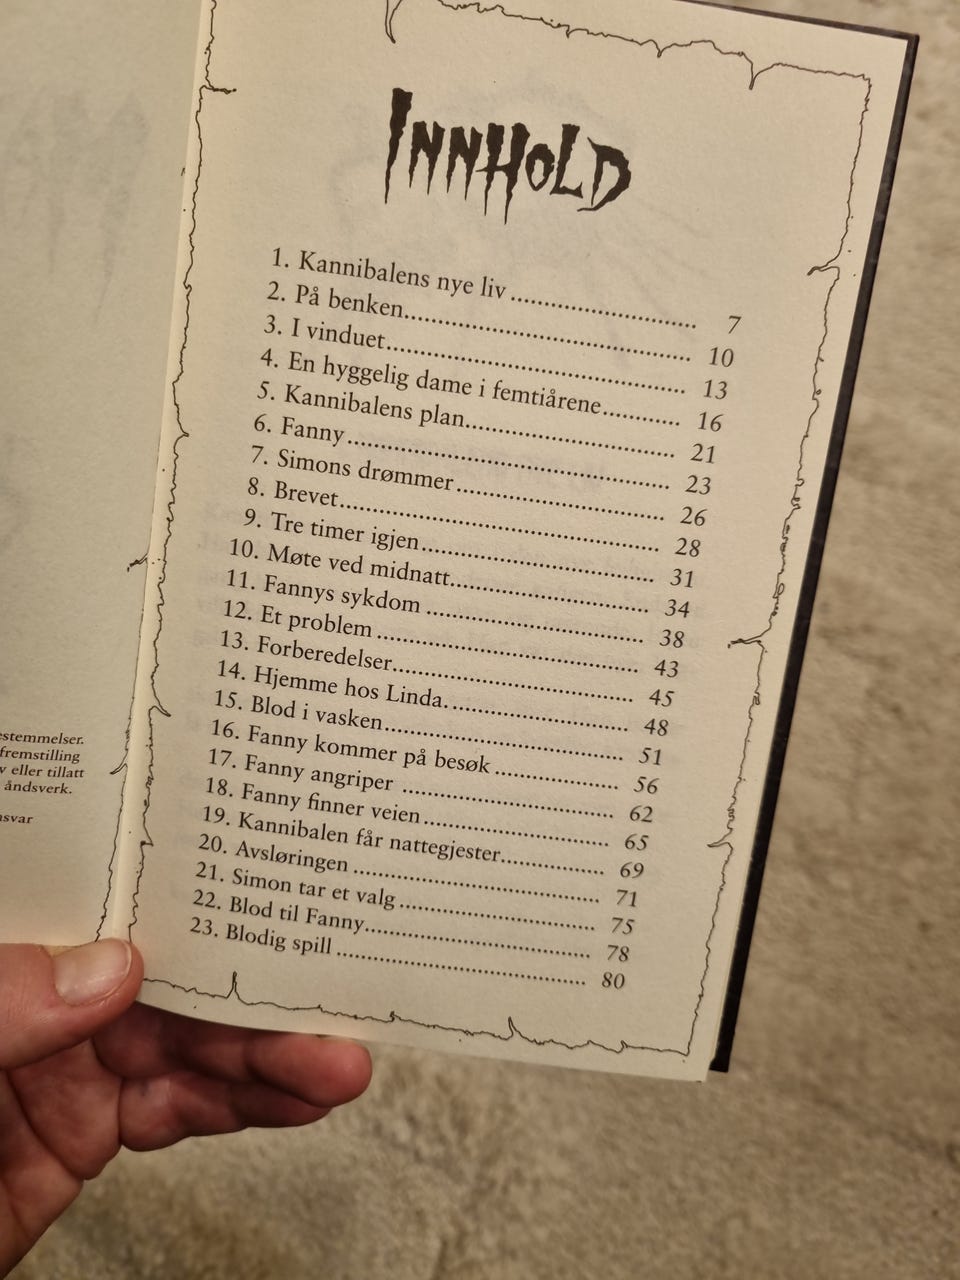 estemmelser.
fremstilling
v eller tillatt
åndsverk.
nsvar
INNHOLD
1. Kannibalens nye liv ............................ 7
2. På benken............................................ 10
3. I vinduet.............................................. 13
4. En hyggelig dame i femtiårene........... 16
5. Kannibalens plan................................ 21
6. Fanny.................................................. 23
7. Simons drømmer................................ 26
8. Brevet.................................................. 28
9. Tre timer igjen.................................... 31
10. Møte ved midnatt............................... 34
11. Fannys sykdom ................................. 38
12. Et problem ........................................ 43
13. Forberedelser..................................... 45
14. Hjemme hos Linda............................. 48
15. Blod i vasken..................................... 51
16. Fanny kommer på besøk ................... 56
17. Fanny angriper .................................. 62
18. Fanny finner veien ............................ 65
19. Kannibalen får nattegjester................ 69
20. Avsløringen ...................................... 71
21. Simon tar et valg ............................... 75
22. Blod til Fanny.................................... 78
23. Blodig spill ....................................... 80